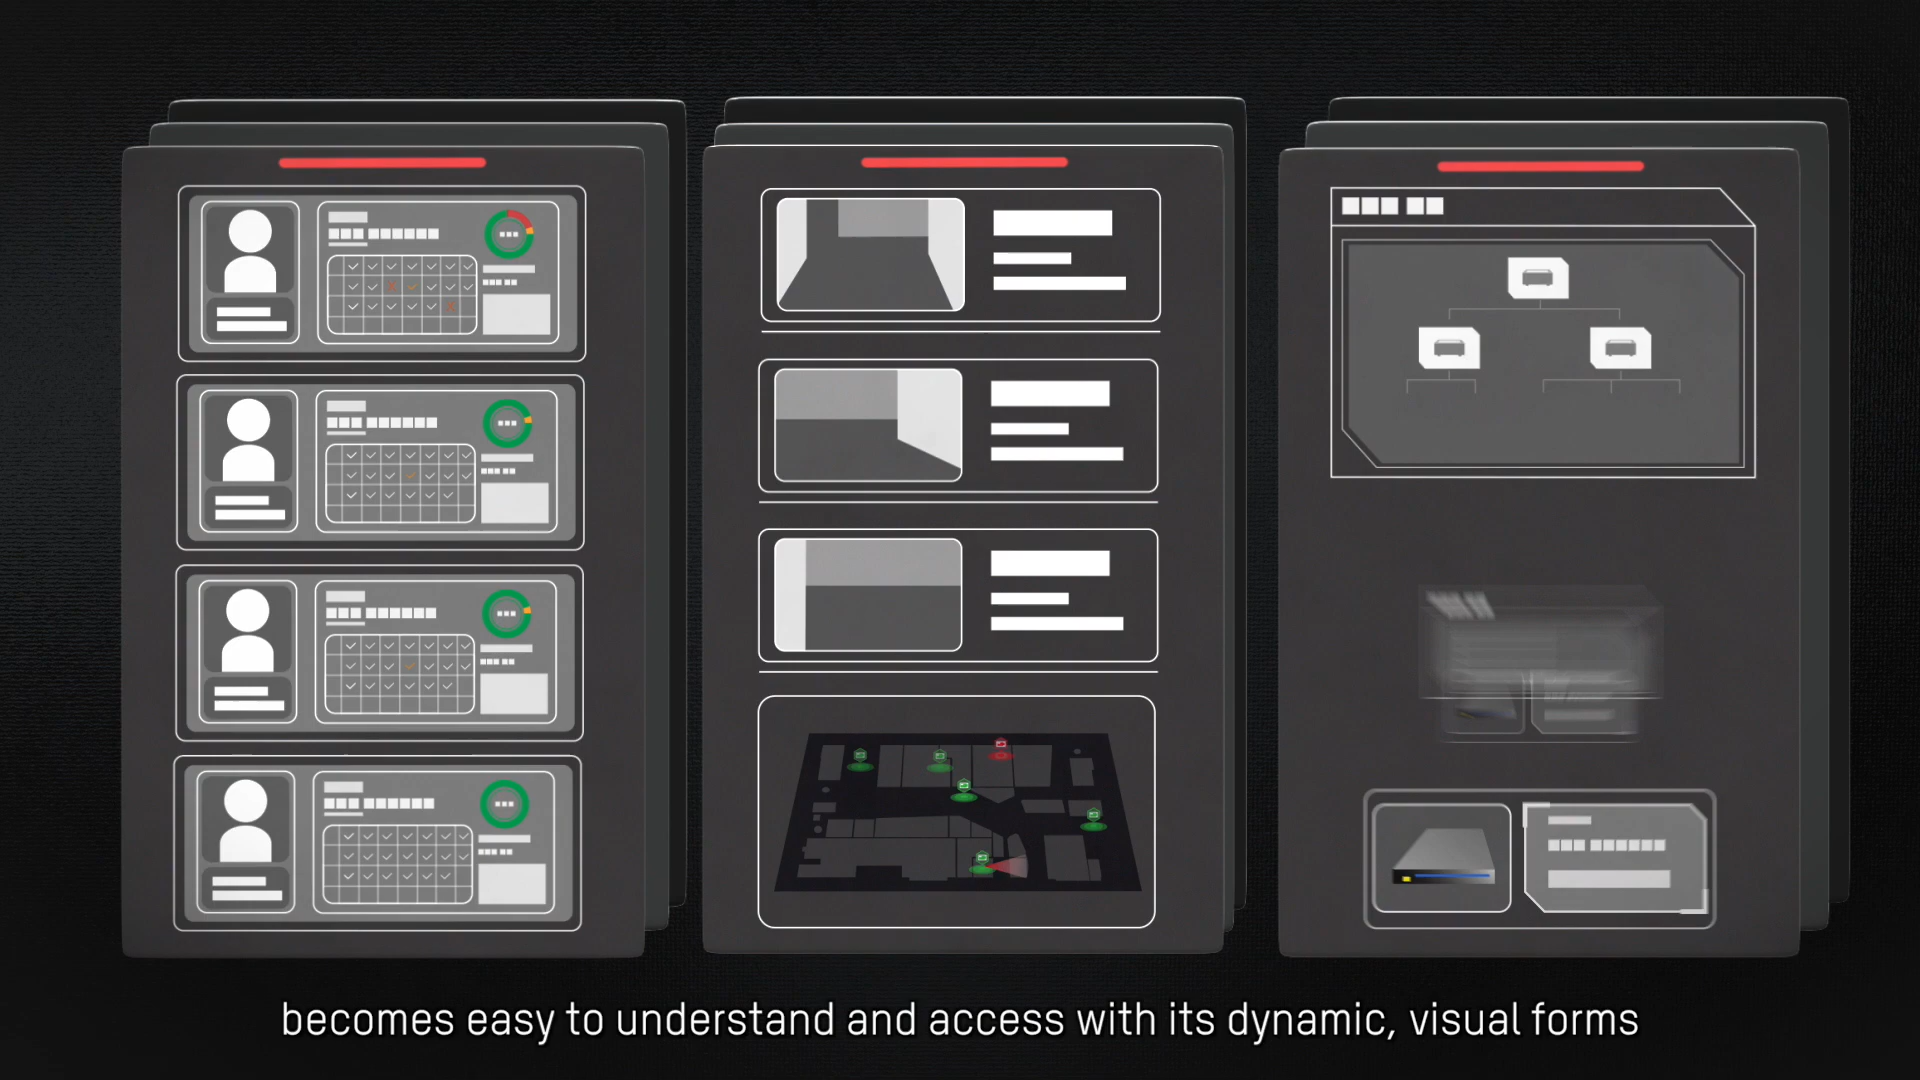 becomes easy to understand and access with its dynamic, visual forms